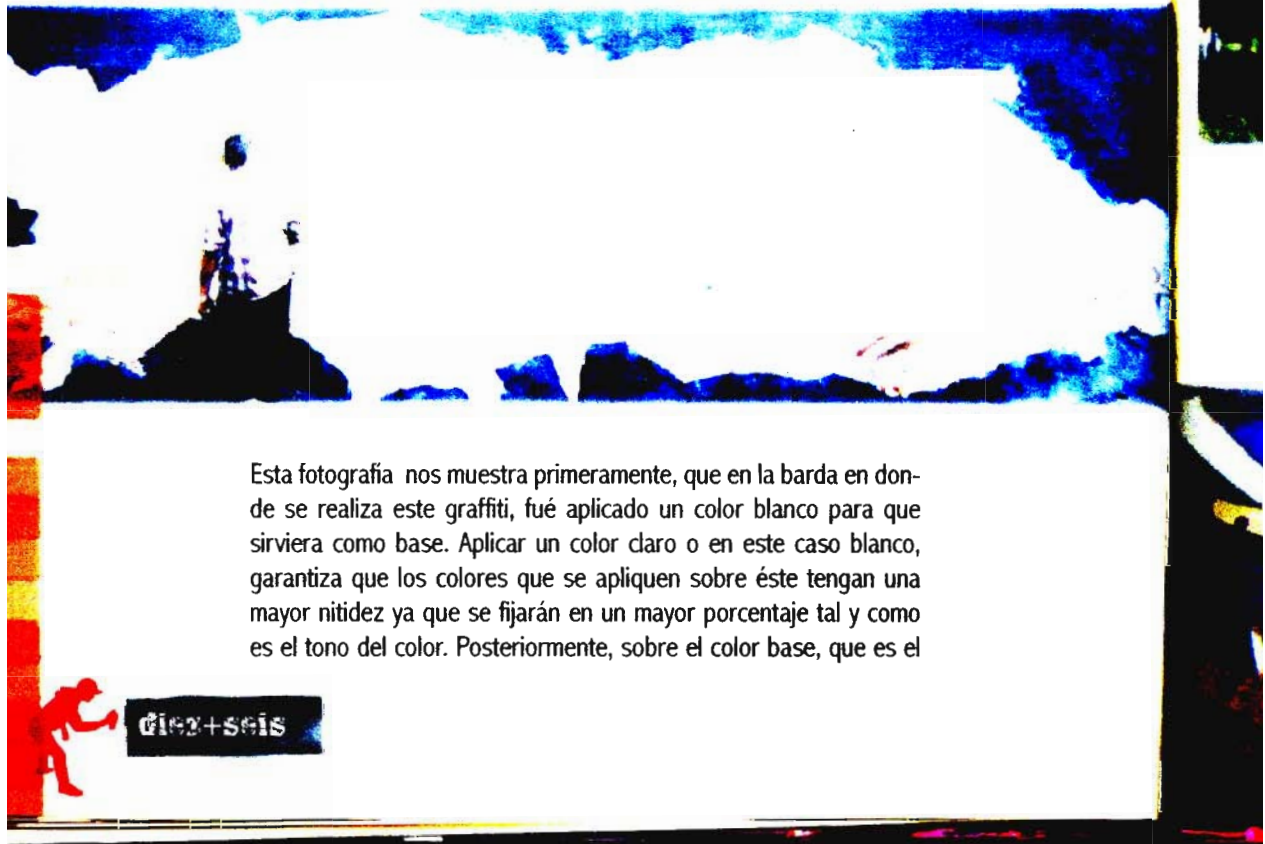 Esta fotografía nos muestra primeramente, que en la barda en don-
de se realiza este graffiti, fué aplicado un color blanco para que
sirviera como base. Aplicar un color claro o en este caso blanco,
garantiza que los colores que se apliquen sobre éste tengan una
mayor nitidez ya que se fijarán en un mayor porcentaje tal y como
es el tono del color. Posteriormente, sobre el color base, que es el
diez+seis